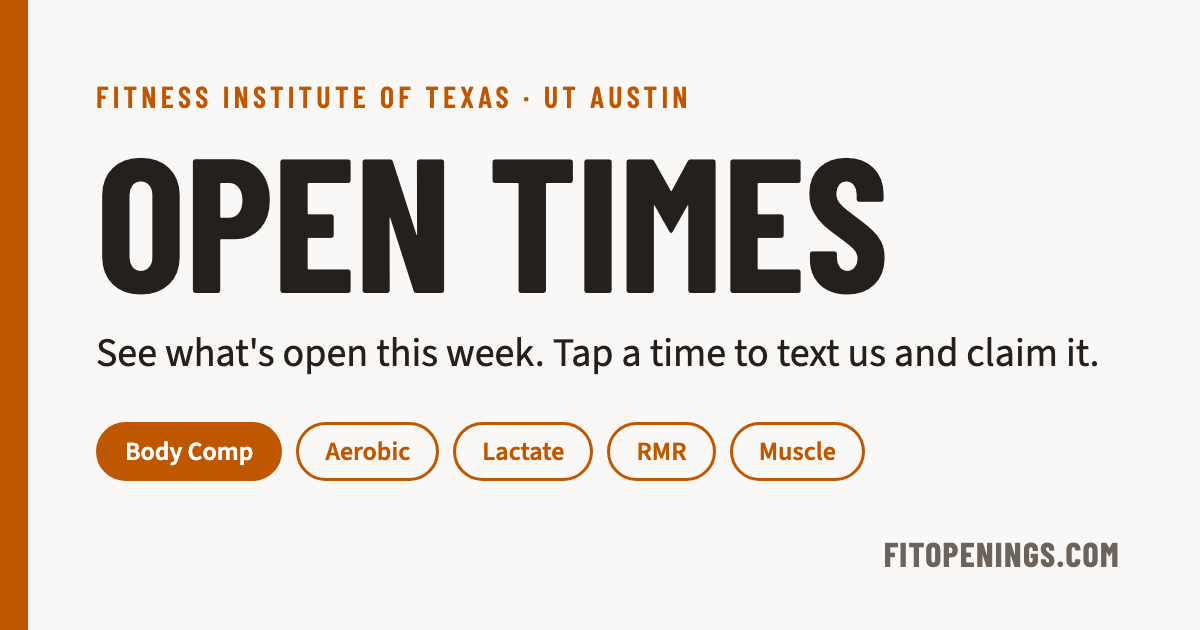 FITNESS INSTITUTE OF TEXAS · UT AUSTIN
OPEN TIMES
See what's open this week. Tap a time to text us and claim it.
Body Comp Aerobic Lactate RMR Muscle
FITOPENINGS.COM